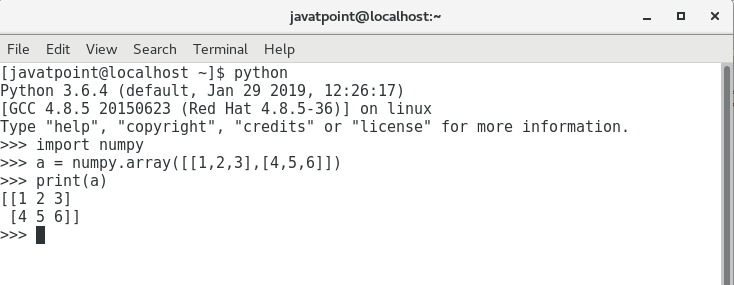 javatpoint@localhost:~
File Edit View Search Terminal Help
[javatpoint@localhost ~]$ python
Python 3.6.4 (default, Jan 29 2019, 12:26:17)
[GCC 4.8.5 20150623 (Red Hat 4.8.5-36)] on linux
Type "help", "copyright", "credits" or "license" for more information.
>>> import numpy
>>> a = numpy.array([[1,2,3],[4,5,6]])
>>> print(a)
[[1 2 3]
 [4 5 6]]
>>>